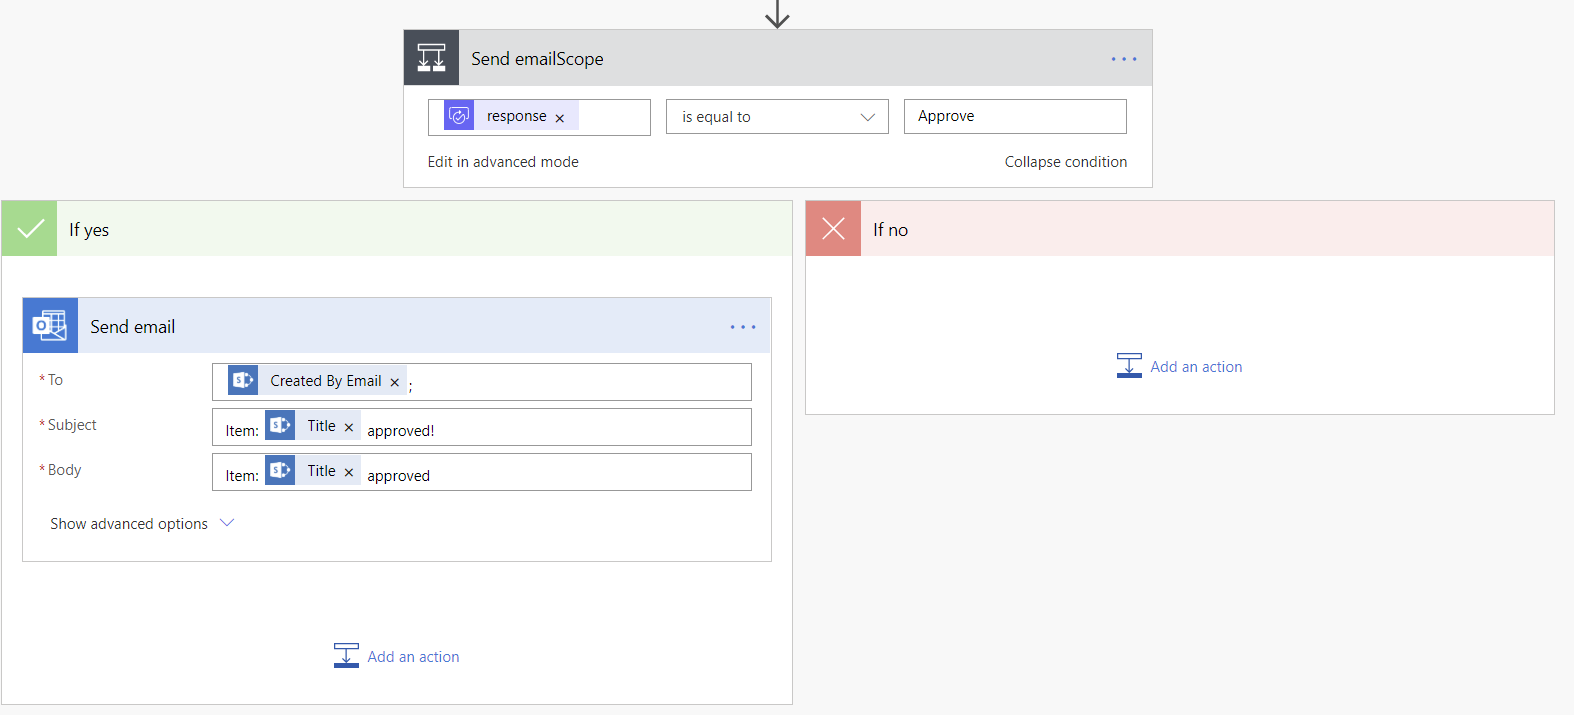 Send emailScope
response × is equal to Approve
Edit in advanced mode Collapse condition
If yes
If no
Send email
* To Created By Email × ;
* Subject Item: Title × approved!
* Body Item: Title × approved
Show advanced options
Add an action
Add an action